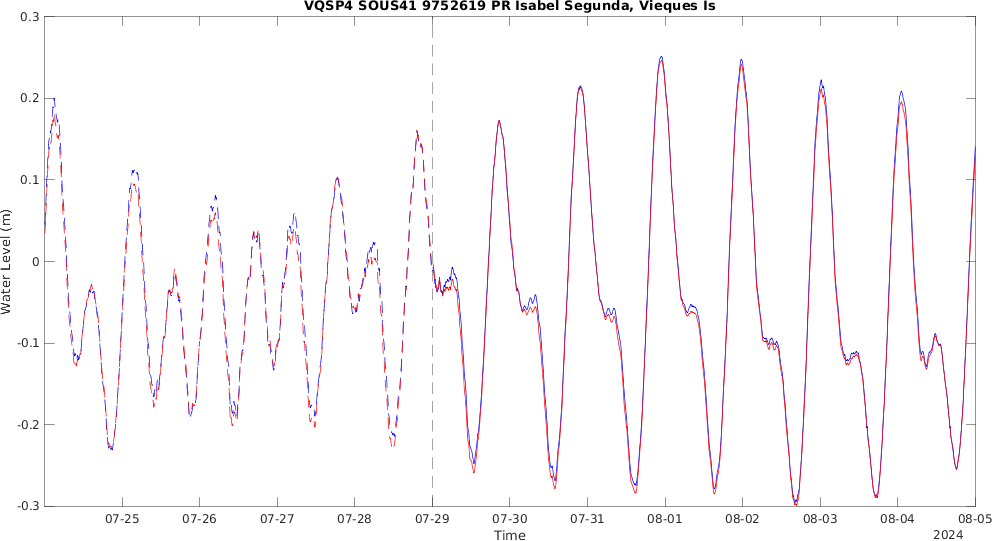 VQSP4 SOUS41 9752619 PR Isabel Segunda, Vieques Is
0.3
0.2
0.1
0
-0.1
-0.2
-0.3
Water Level (m)
07-25 07-26 07-27 07-28 07-29 07-30 07-31 08-01 08-02 08-03 08-04 08-05
Time
2024